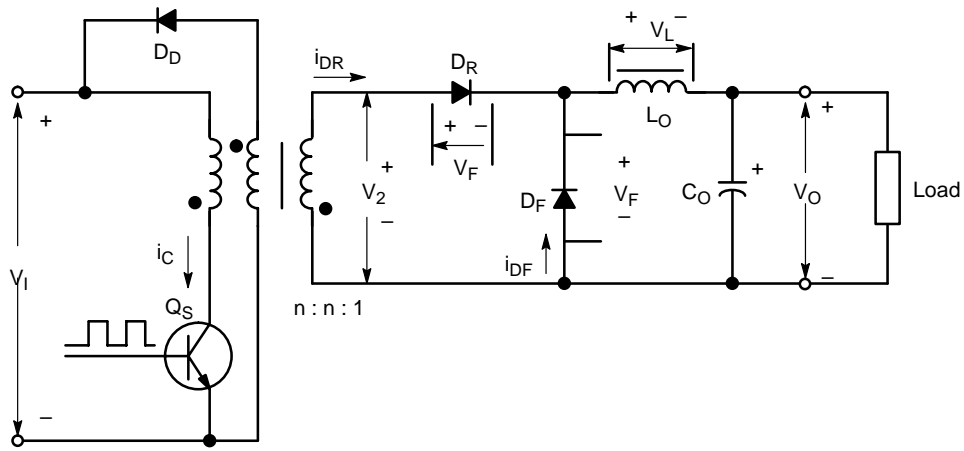 + V_L –
D_D
i_DR
D_R
L_O
+
+ –
V_F
+
V_2
–
D_F
+
V_F
–
C_O
+
+
V_O
–
Load
V_I
i_C
i_DF
Q_S
n : n : 1
–